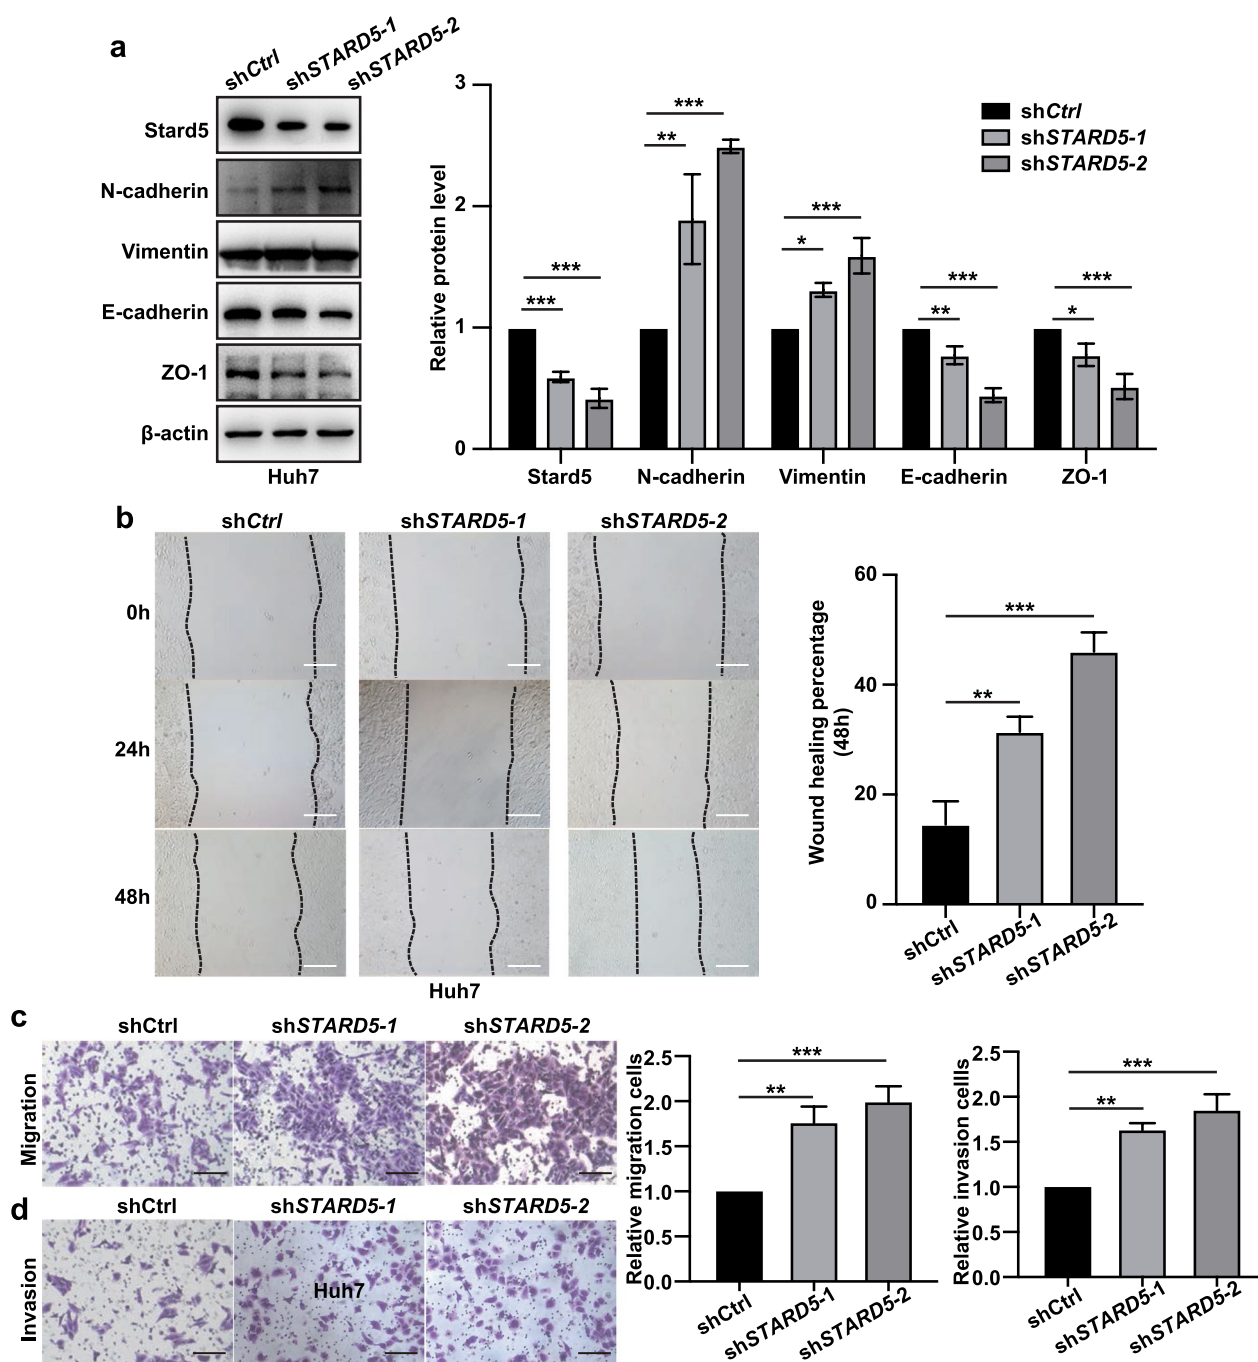 a
shCtrl
shSTARD5-1
shSTARD5-2
Stard5
N-cadherin
Vimentin
E-cadherin
ZO-1
β-actin
Huh7
Relative protein level
3
2
1
0
shCtrl
shSTARD5-1
shSTARD5-2
***
***
**
***
*
***
**
***
*
***
Stard5
N-cadherin
Vimentin
E-cadherin
ZO-1
b
shCtrl
shSTARD5-1
shSTARD5-2
0h
24h
48h
Huh7
Wound healing percentage
(48h)
60
40
20
0
***
**
shCtrl
shSTARD5-1
shSTARD5-2
c
shCtrl
shSTARD5-1
shSTARD5-2
Migration
Relative migration cells
2.5
2.0
1.5
1.0
0.5
0.0
***
**
shCtrl
shSTARD5-1
shSTARD5-2
d
shCtrl
shSTARD5-1
shSTARD5-2
Invasion
Huh7
Relative invasion cellls
2.5
2.0
1.5
1.0
0.5
0.0
***
**
shCtrl
shSTARD5-1
shSTARD5-2